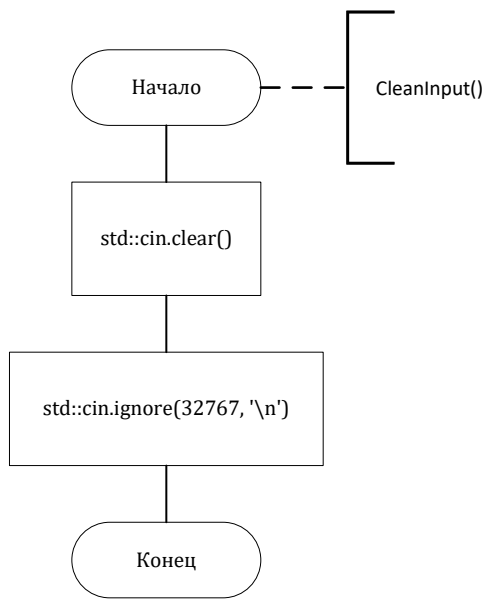 Начало
CleanInput()
std::cin.clear()
std::cin.ignore(32767, '\n')
Конец